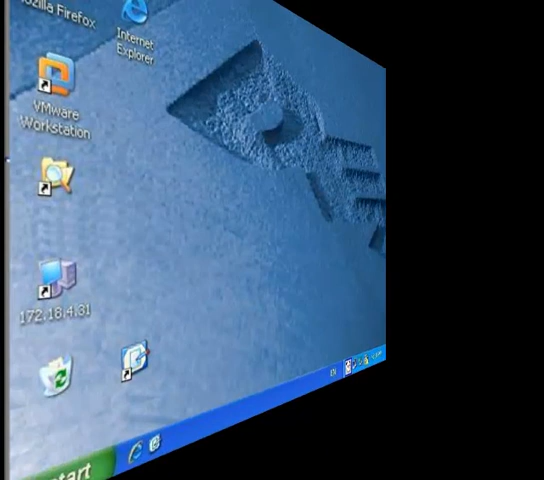 Mozilla Firefox
Internet
Explorer
VMware
Workstation
172.18.4.31
start